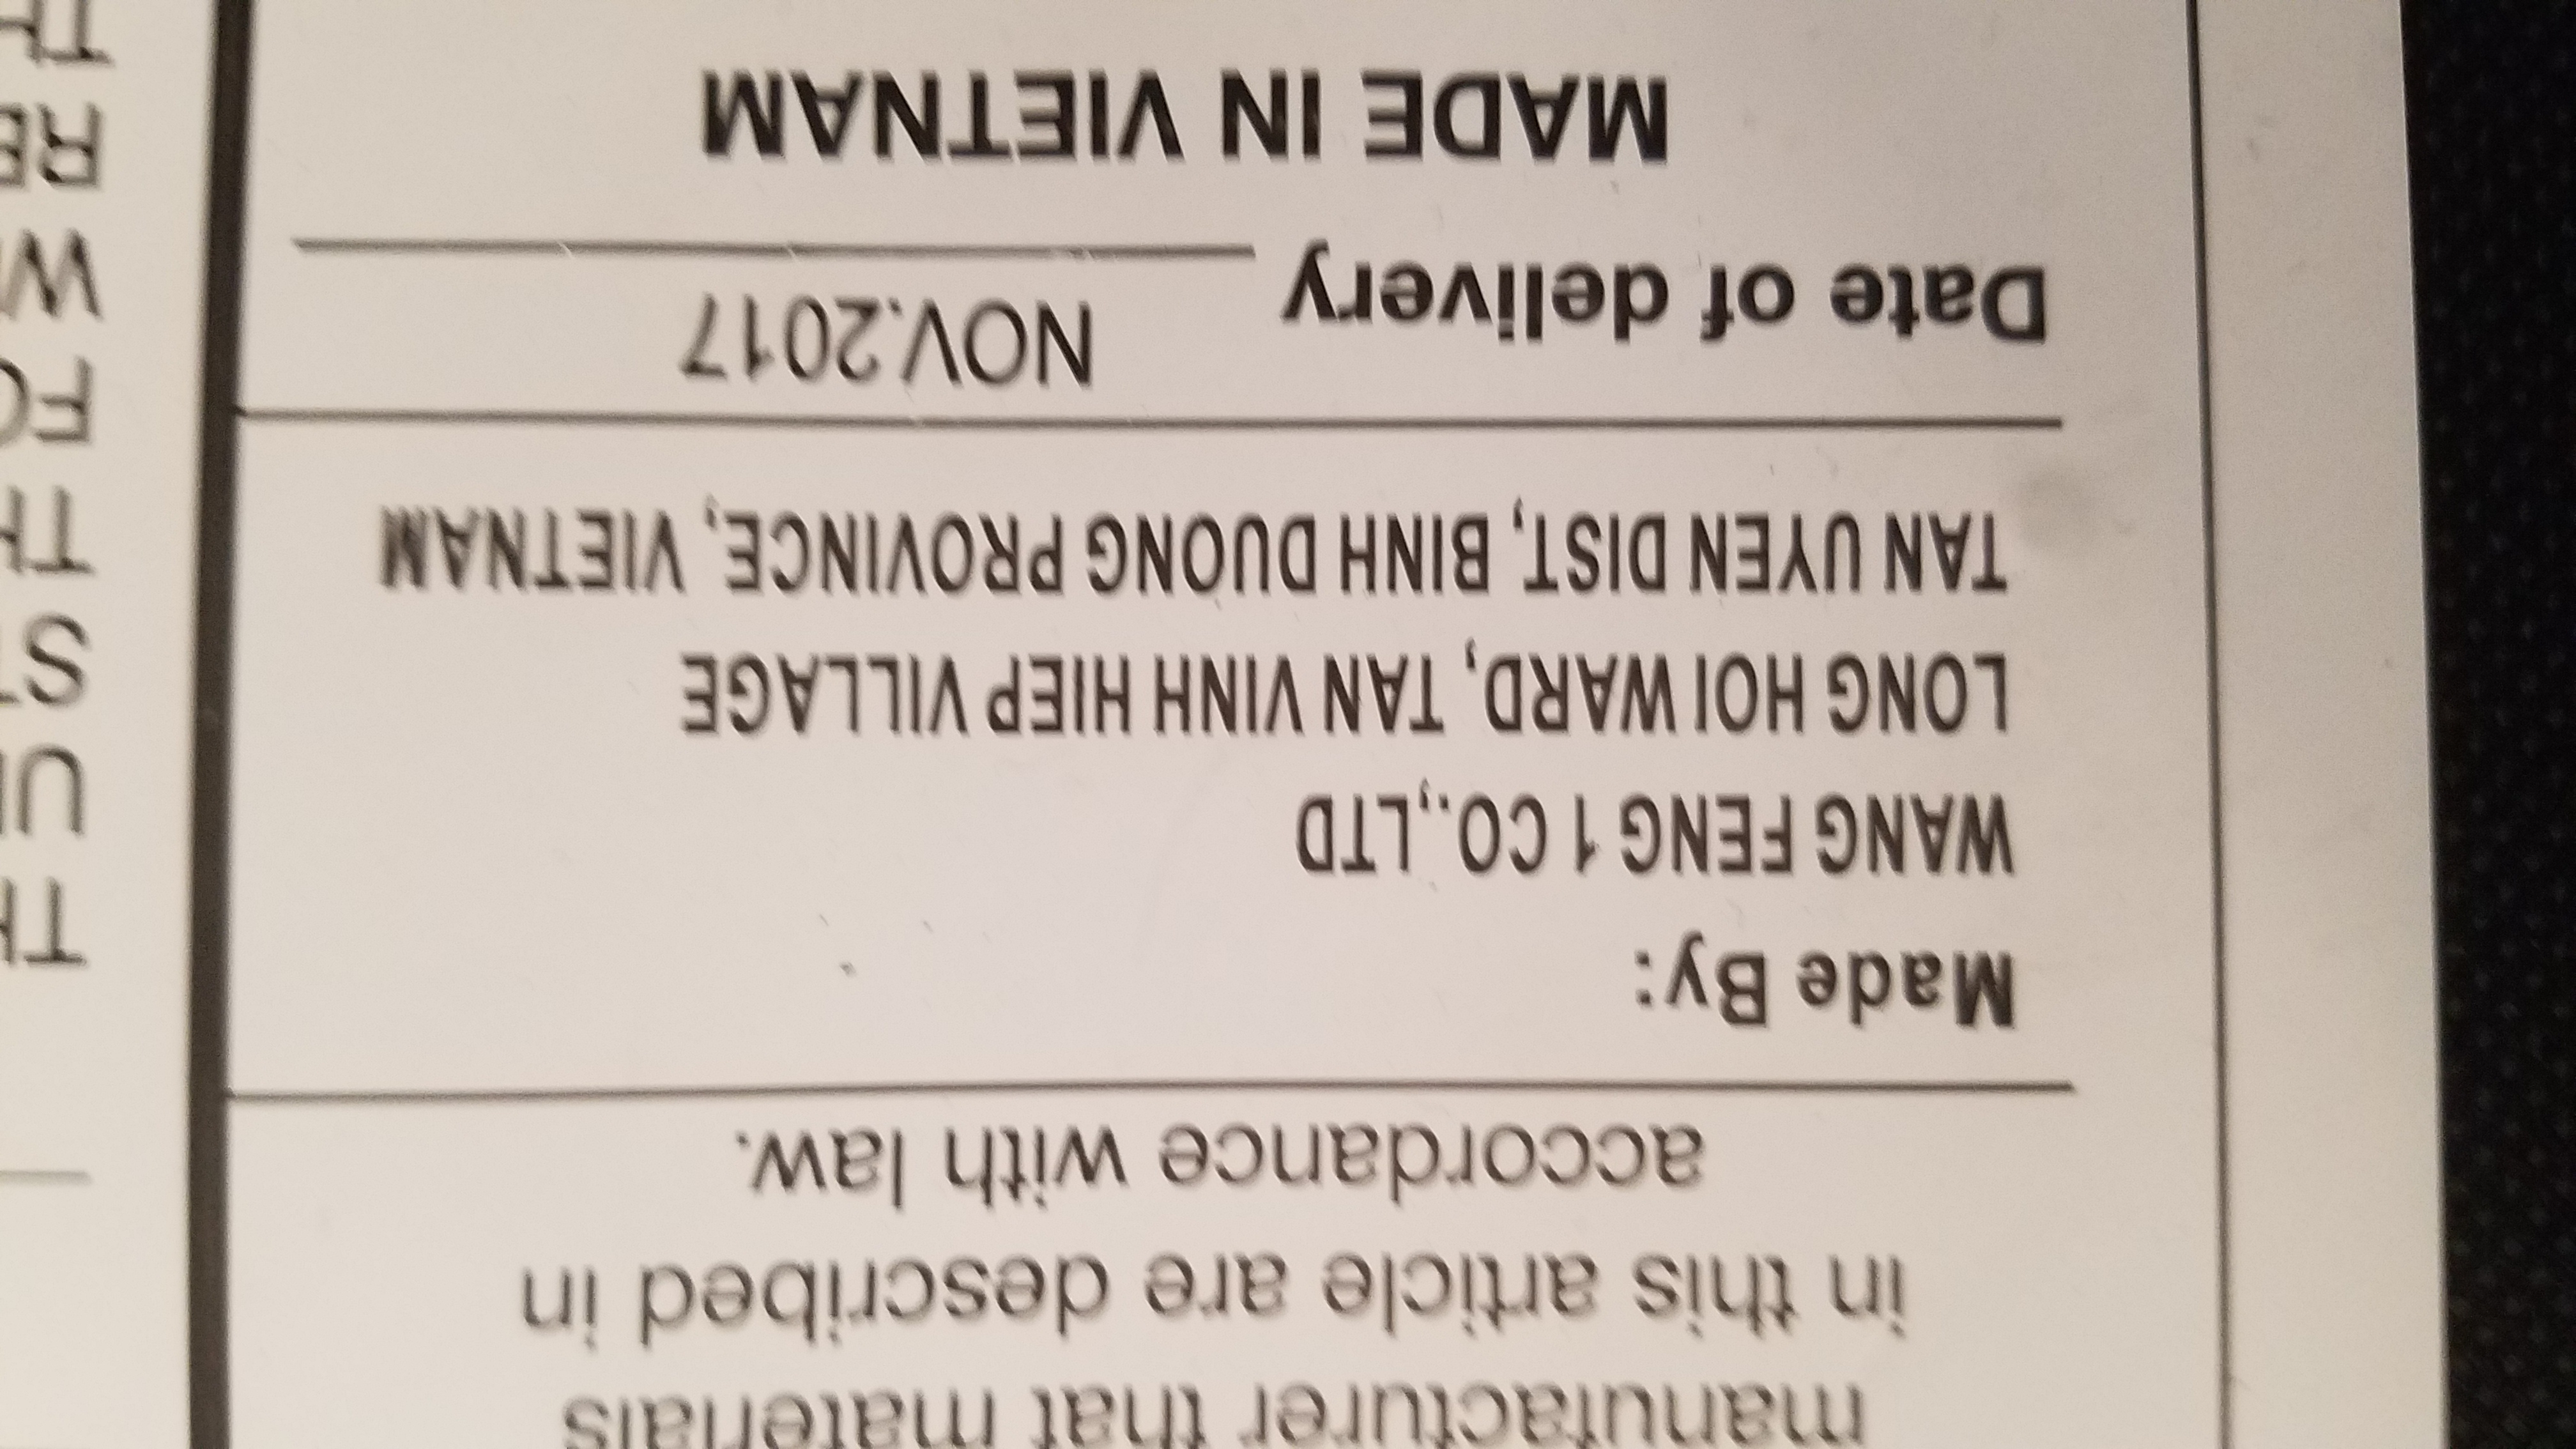 manufacturer that materials
in this article are described in
accordance with law.
Made By:
WANG FENG 1 CO.,LTD
LONG HOI WARD, TAN VINH HIEP VILLAGE
TAN UYEN DIST, BINH DUONG PROVINCE, VIETNAM
Date of delivery NOV.2017
MADE IN VIETNAM